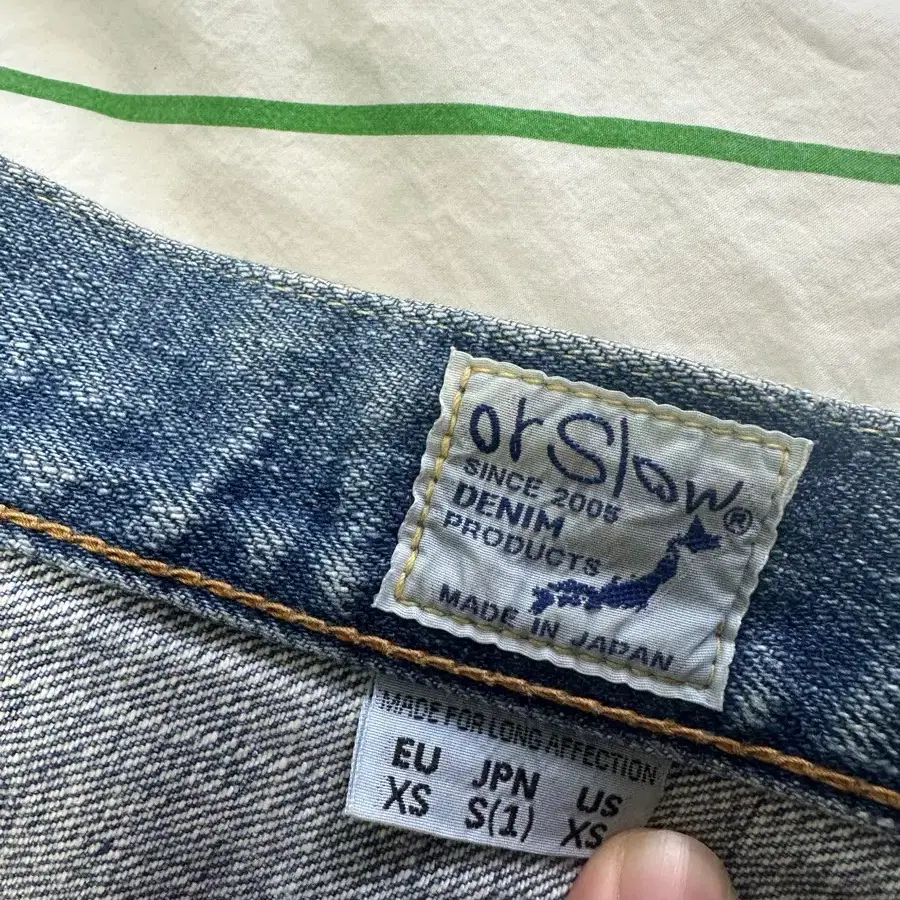 orSlow®
SINCE 2005
DENIM
PRODUCTS
MADE IN JAPAN
MADE FOR LONG AFFECTION
EU JPN US
XS S(1) XS